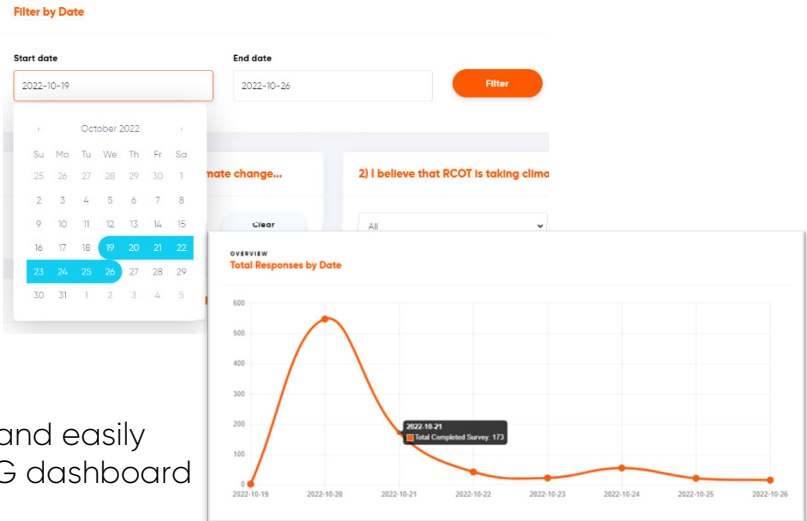 Filter by Date
Start date
End date
2022-10-19
2022-10-26
Filter
‹ October 2022 ›
Su Mo Tu We Th Fr Sa
25 26 27 28 29 30 1
2 3 4 5 6 7 8
9 10 11 12 13 14 15
16 17 18 19 20 21 22
23 24 25 26 27 28 29
30 31 1 2 3 4 5
mate change...
2) I believe that RCOT is taking clima
Clear
All
OVERVIEW
Total Responses by Date
600
500
400
300
200
100
0
2022-10-21
Total Completed Survey: 173
2022-10-19 2022-10-20 2022-10-21 2022-10-22 2022-10-23 2022-10-24 2022-10-25 2022-10-26
and easily
G dashboard